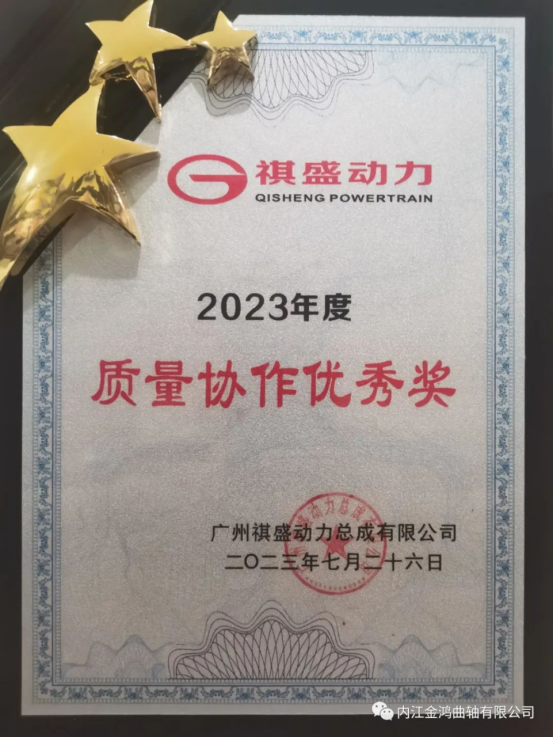 祺盛动力
QISHENG POWERTRAIN
2023年度
质量协作优秀奖
广州祺盛动力总成有限公司
二〇二三年七月二十六日
内江金鸿曲轴有限公司